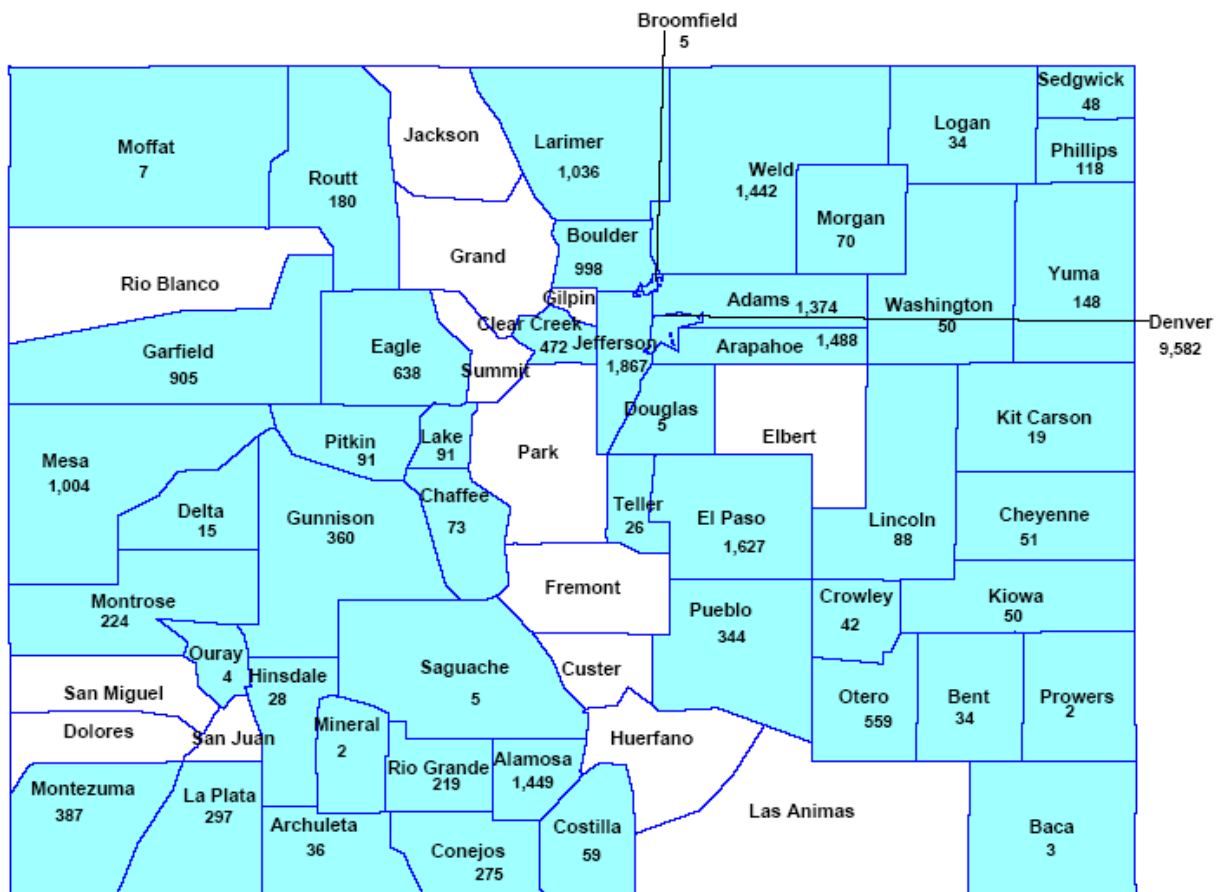 Broomfield
5
Sedgwick
48
Jackson
Larimer
1,036
Logan
34
Moffat
7
Phillips
118
Routt
180
Weld
1,442
Morgan
70
Boulder
998
Grand
Rio Blanco
Yuma
148
Gilpin
Adams 1,374
Washington
50
Denver
9,582
Clear Creek
472
Jefferson
1,867
Arapahoe 1,488
Garfield
905
Eagle
638
Summit
Douglas
5
Kit Carson
19
Elbert
Pitkin
91
Lake
91
Park
Mesa
1,004
Chaffee
73
Delta
15
Gunnison
360
Teller
26
El Paso
1,627
Lincoln
88
Cheyenne
51
Fremont
Montrose
224
Pueblo
344
Crowley
42
Kiowa
50
Ouray
4
Hinsdale
28
Saguache
5
Custer
San Miguel
Otero
559
Bent
34
Prowers
2
Dolores
San Juan
Mineral
2
Huerfano
Rio Grande
219
Alamosa
1,449
Montezuma
387
La Plata
297
Las Animas
Archuleta
36
Conejos
275
Costilla
59
Baca
3